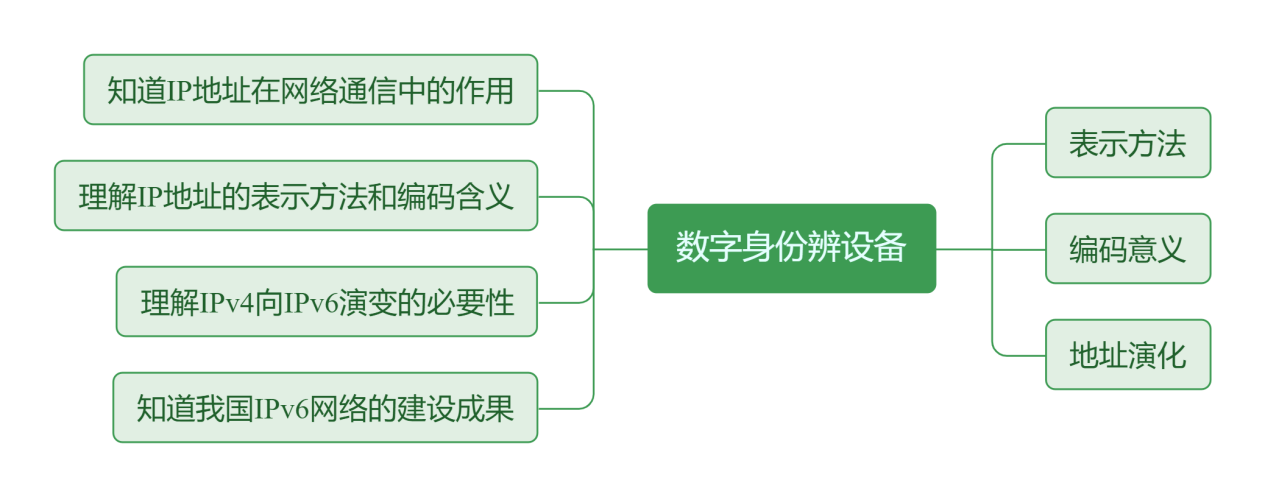 知道IP地址在网络通信中的作用
理解IP地址的表示方法和编码含义
理解IPv4向IPv6演变的必要性
知道我国IPv6网络的建设成果
数字身份辨设备
表示方法
编码意义
地址演化